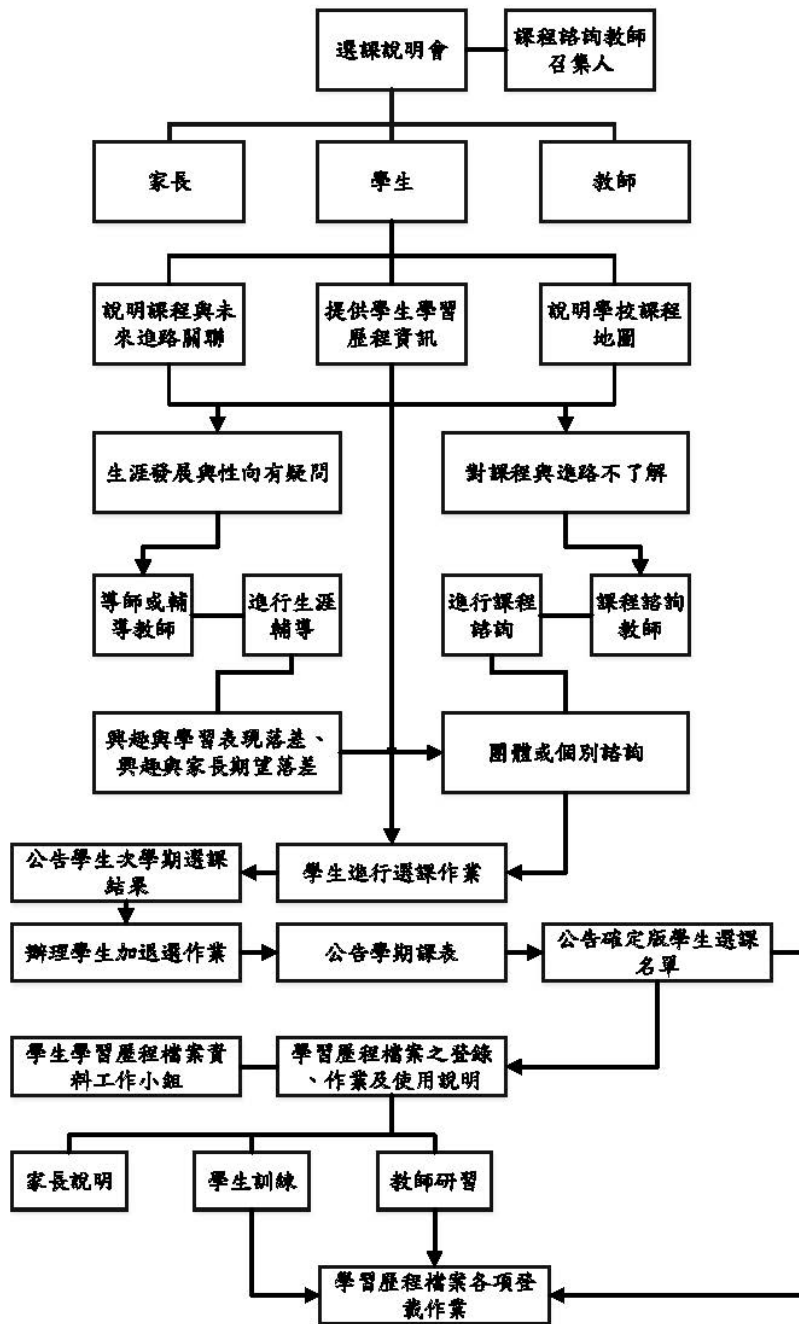 選課說明會
課程諮詢教師
召集人
家長
學生
教師
說明課程與未
來進路關聯
提供學生學習
歷程資訊
說明學校課程
地圖
生涯發展與性向有疑問
對課程與進路不了解
導師或輔
導教師
進行生涯
輔導
進行課程
諮詢
課程諮詢
教師
興趣與學習表現落差、
興趣與家長期望落差
團體或個別諮詢
公告學生次學期選課
結果
學生進行選課作業
辦理學生加退選作業
公告學期課表
公告確定版學生選課
名單
學生學習歷程檔案資
料工作小組
學習歷程檔案之登錄
、作業及使用說明
家長說明
學生訓練
教師研習
學習歷程檔案各項登
載作業